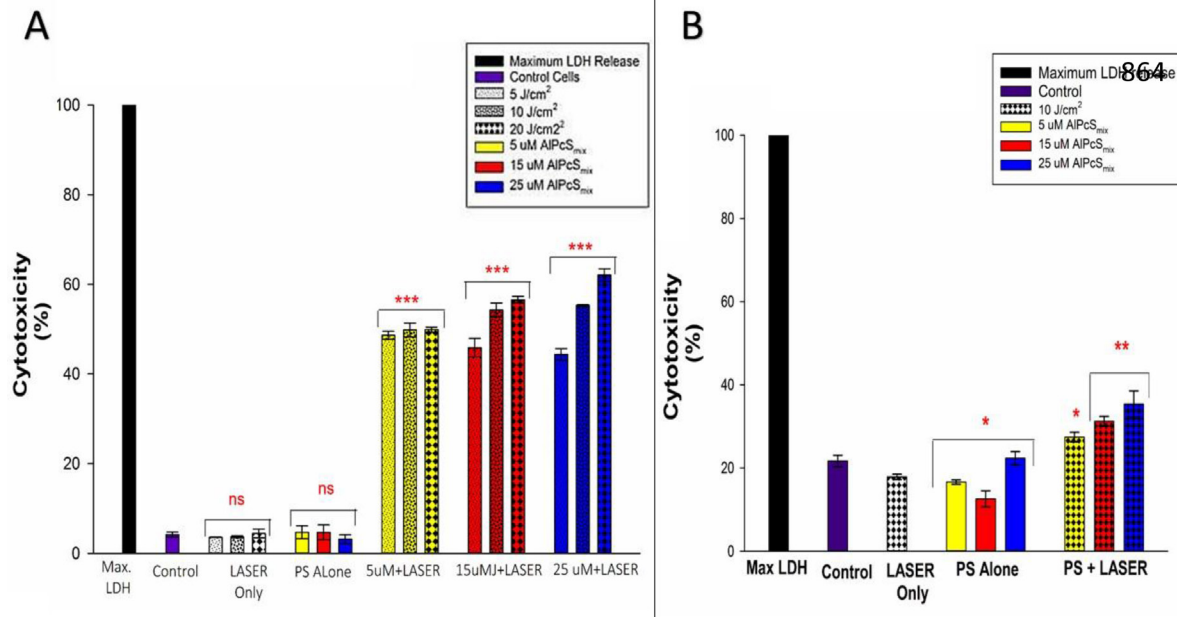 A
Maximum LDH Release
Control Cells
5 J/cm²
10 J/cm²
20 J/cm2²
5 uM AlPcSmix
15 uM AlPcSmix
25 uM AlPcSmix
Cytotoxicity
(%)
100
80
60
40
20
0
ns
ns
***
***
***
Max.
LDH
Control
LASER
Only
PS ALone
5uM+LASER
15uMJ+LASER
25 uM+LASER
B
Maximum LDH release
864
Control
10 J/cm²
5 uM AlPcSmix
15 uM AlPcSmix
25 uM AlPcSmix
Cytotoxicity
(%)
100
80
60
40
20
0
*
*
**
Max LDH
Control
LASER
Only
PS Alone
PS + LASER